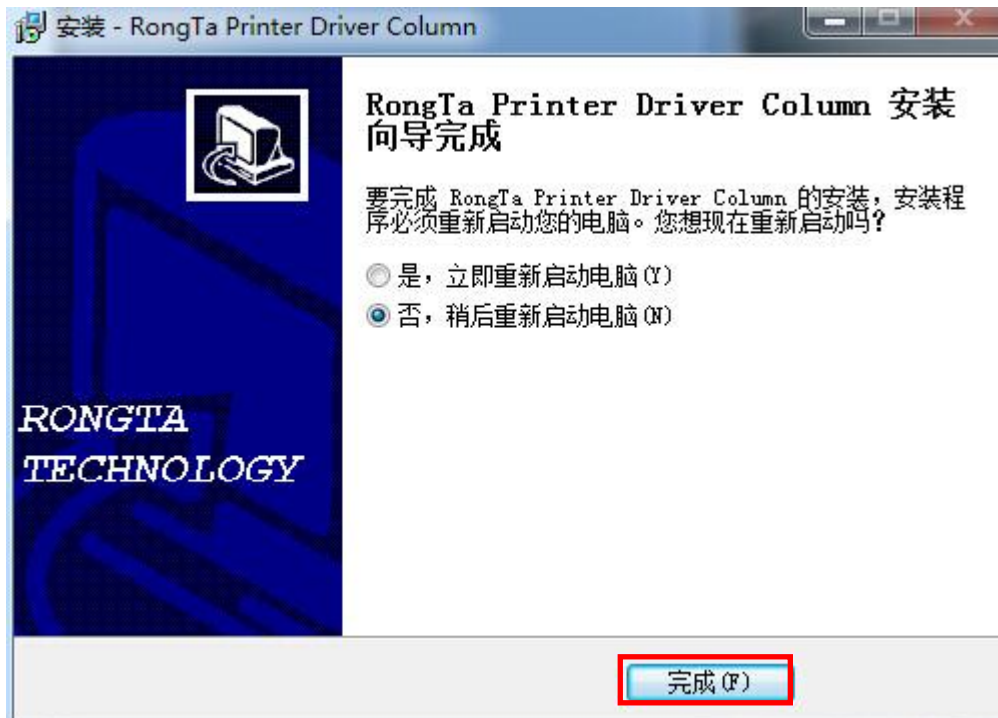 安装 - RongTa Printer Driver Column
RongTa Printer Driver Column 安装
向导完成
要完成 RongTa Printer Driver Column 的安装，安装程
序必须重新启动您的电脑。您想现在重新启动吗？
是，立即重新启动电脑(Y)
否，稍后重新启动电脑(N)
RONGTA
TECHNOLOGY
完成(F)